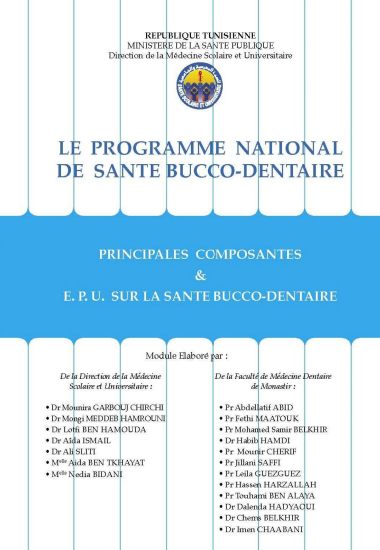 REPUBLIQUE TUNISIENNE
MINISTERE DE LA SANTE PUBLIQUE
Direction de la Médecine Scolaire et Universitaire
LE PROGRAMME NATIONAL
DE SANTE BUCCO-DENTAIRE
PRINCIPALES COMPOSANTES
&
E. P. U. SUR LA SANTE BUCCO-DENTAIRE
Module Elaboré par :
De la Direction de la Médecine
Scolaire et Universitaire :
• Dr Mounira GARBOUJ CHIRCHI
• Dr Mongi MEDDEB HAMROUNI
• Dr Lotfi BEN HAMOUDA
• Dr Aïda ISMAIL
• Dr Ali SLITI
• Melle Aida BEN TKHAYAT
• Melle Nedia BIDANI
De la Faculté de Médecine Dentaire
de Monastir :
• Pr Abdellatif ABID
• Pr Fethi MAATOUK
• Pr Mohamed Samir BELKHIR
• Dr Habib HAMDI
• Pr Mounir CHERIF
• Pr Jillani SAFFI
• Pr Leila GUEZGUEZ
• Pr Hassen HARZALLAH
• Pr Touhami BEN ALAYA
• Dr Dalenda HADYAOUI
• Dr Chems BELKHIR
• Dr Imen CHAABANI